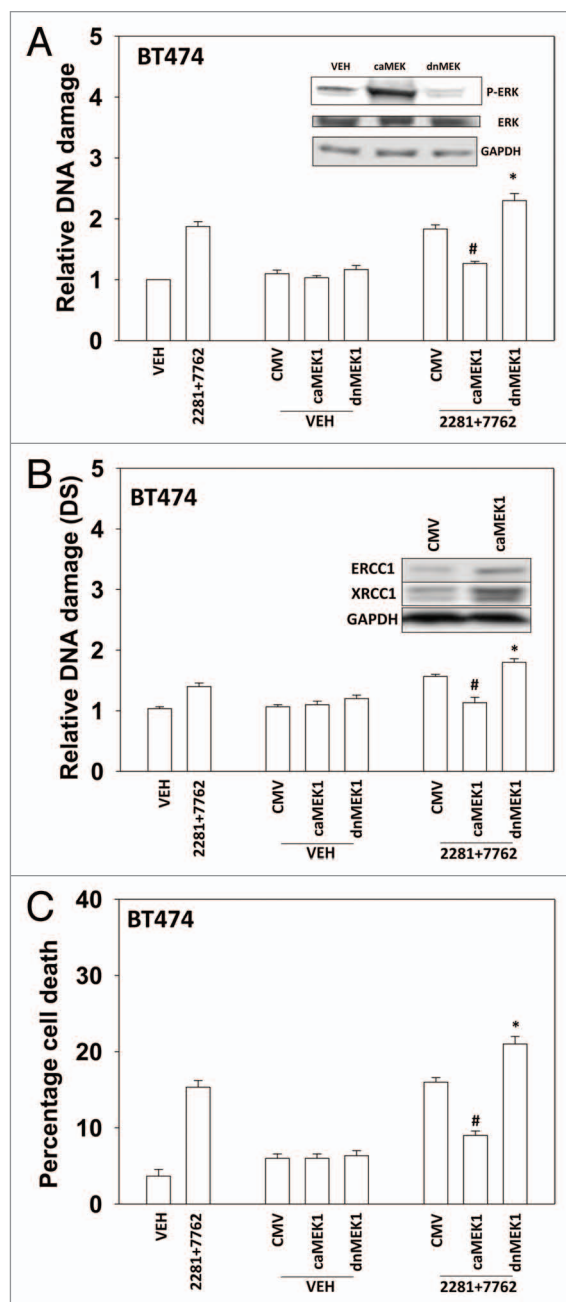 A
BT474
Relative DNA damage
5
4
3
2
1
0
VEH caMEK dnMEK
P-ERK
ERK
GAPDH
#
*
VEH
2281+7762
CMV
caMEK1
dnMEK1
VEH
CMV
caMEK1
dnMEK1
2281+7762
B
BT474
Relative DNA damage (DS)
5
4
3
2
1
0
CMV
caMEK1
ERCC1
XRCC1
GAPDH
#
*
VEH
2281+7762
CMV
caMEK1
dnMEK1
VEH
CMV
caMEK1
dnMEK1
2281+7762
C
BT474
Percentage cell death
40
30
20
10
0
#
*
VEH
2281+7762
CMV
caMEK1
dnMEK1
VEH
CMV
caMEK1
dnMEK1
2281+7762